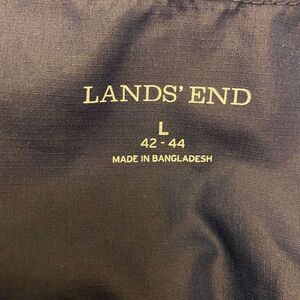 LANDS' END
L
42 - 44
MADE IN BANGLADESH